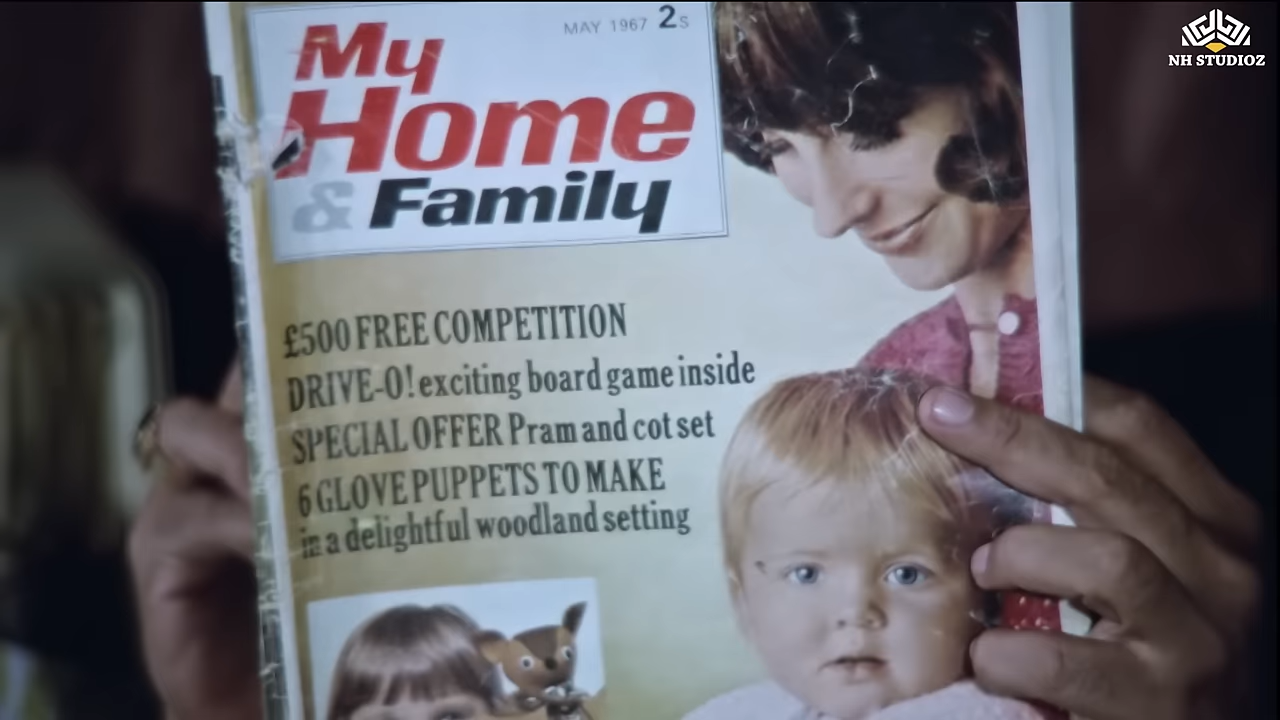 My
MAY 1967 2s
Home
& Family
£500 FREE COMPETITION
DRIVE-O! exciting board game inside
SPECIAL OFFER Pram and cot set
6 GLOVE PUPPETS TO MAKE
in a delightful woodland setting
NH STUDIOZ